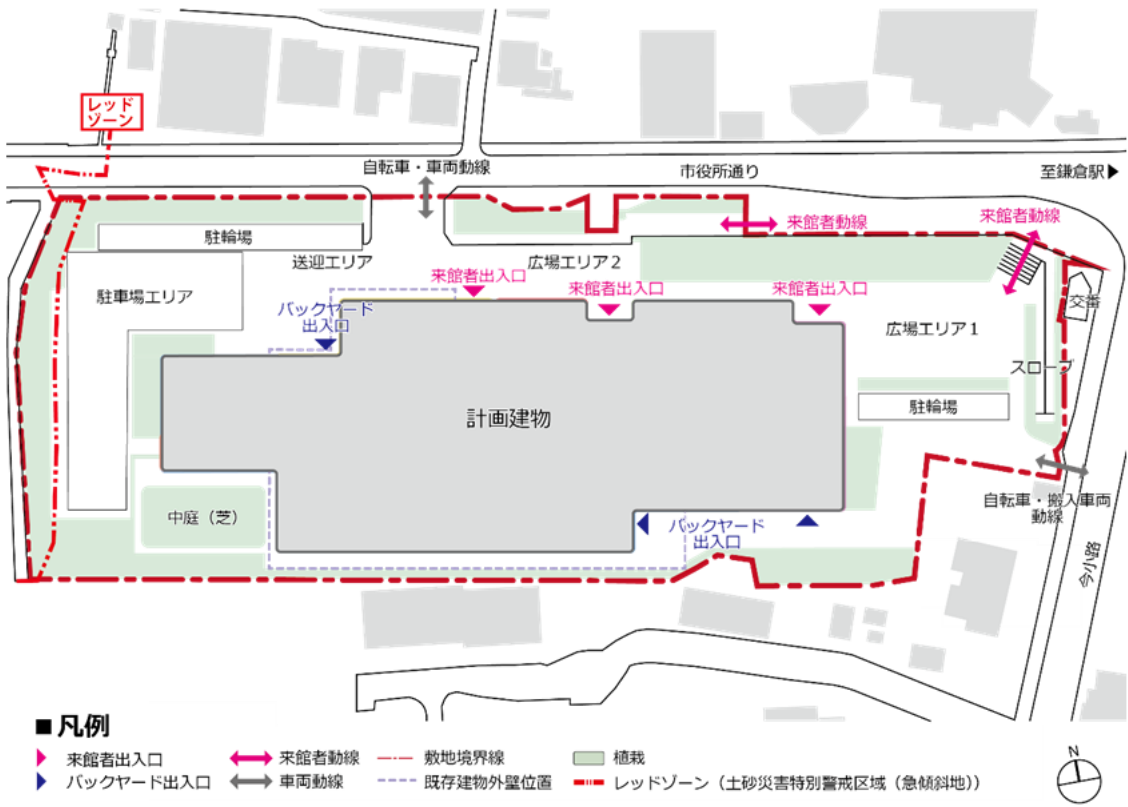 レッド
ゾーン
自転車・車両動線
市役所通り
至鎌倉駅▶
来館者動線
来館者動線
駐輪場
送迎エリア
広場エリア2
来館者出入口
来館者出入口
来館者出入口
駐車場エリア
バックヤード
出入口
交番
広場エリア1
スロープ
計画建物
駐輪場
中庭（芝）
バックヤード
出入口
自転車・搬入車両
動線
今小路
■凡例
来館者出入口
来館者動線
敷地境界線
植栽
バックヤード出入口
車両動線
既存建物外壁位置
レッドゾーン（土砂災害特別警戒区域（急傾斜地））
N